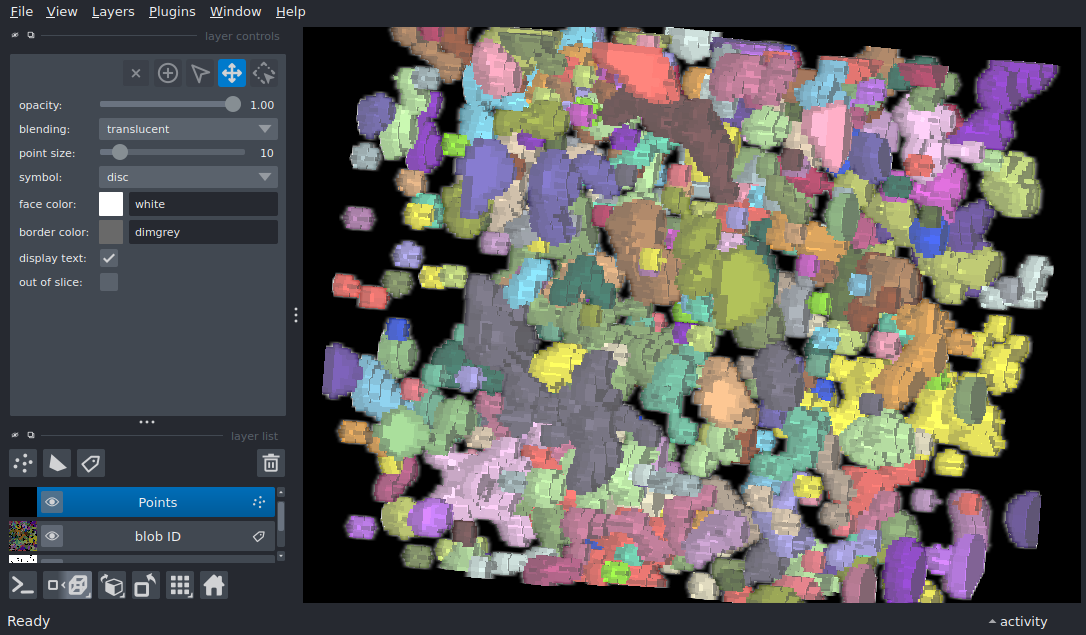 File View Layers Plugins Window Help
layer controls
opacity: 1.00
blending: translucent
point size: 10
symbol: disc
face color: white
border color: dimgrey
display text:
out of slice:
layer list
Points
blob ID
Ready
activity